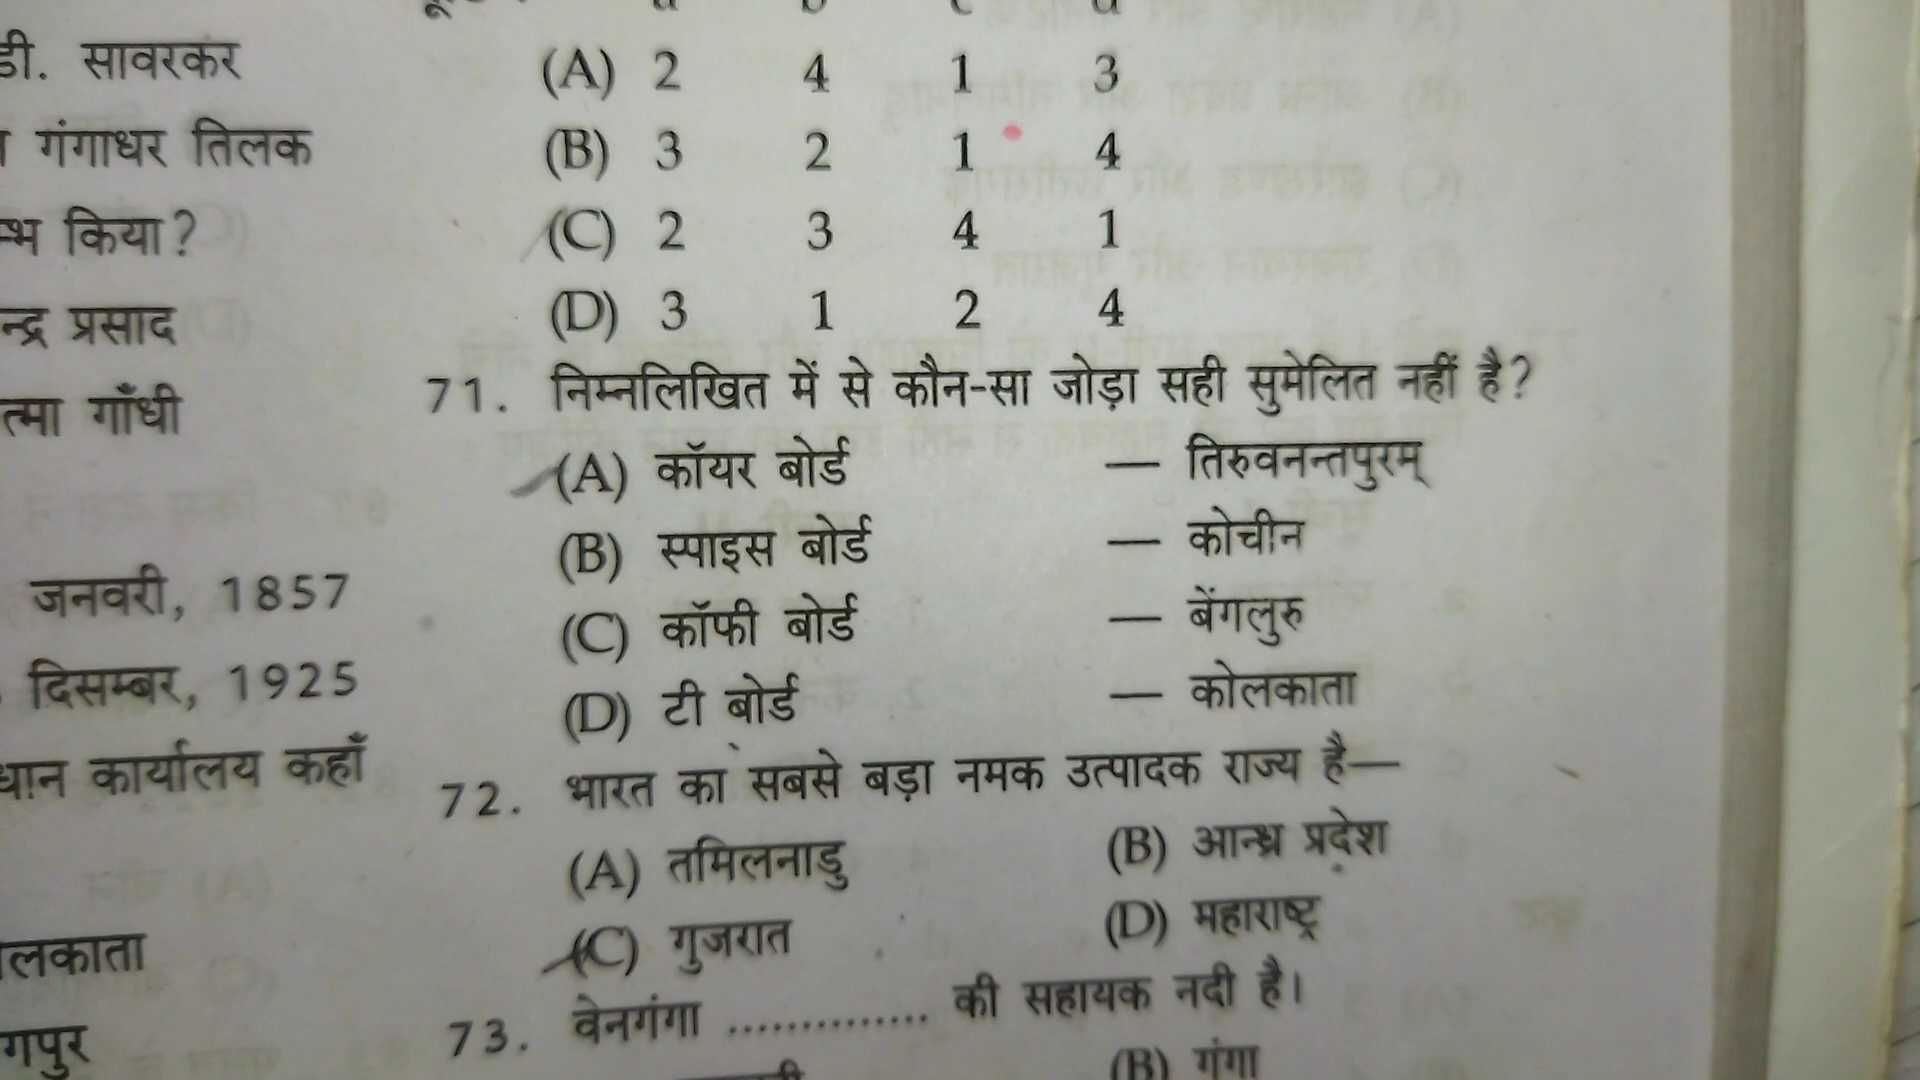 डी. सावरकर
गंगाधर तिलक
म्भ किया?
न्द्र प्रसाद
त्मा गाँधी
जनवरी, 1857
दिसम्बर, 1925
धान कार्यालय कहाँ
लकाता
गपुर
(A) 2 4 1 3
(B) 3 2 1 4
(C) 2 3 4 1
(D) 3 1 2 4
71. निम्नलिखित में से कौन-सा जोड़ा सही सुमेलित नहीं है?
(A) कॉयर बोर्ड — तिरुवनन्तपुरम्
(B) स्पाइस बोर्ड — कोचीन
(C) कॉफी बोर्ड — बेंगलुरु
(D) टी बोर्ड — कोलकाता
72. भारत का सबसे बड़ा नमक उत्पादक राज्य है—
(A) तमिलनाडु (B) आन्ध्र प्रदेश
(C) गुजरात (D) महाराष्ट्र
73. वेनगंगा .............. की सहायक नदी है।
(B) गंगा